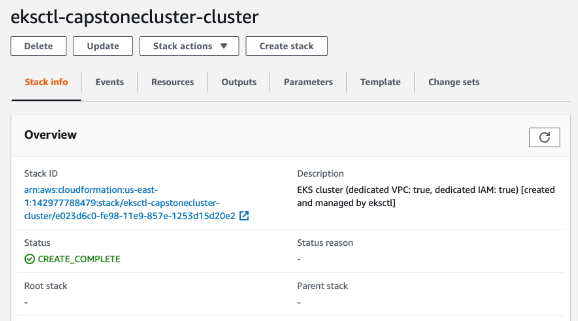 eksctl-capstonecluster-cluster
Delete Update Stack actions Create stack
Stack info Events Resources Outputs Parameters Template Change sets
Overview
Stack ID
arn:aws:cloudformation:us-east-
1:142977788479:stack/eksctl-capstonecluster-
cluster/e023d6c0-fe98-11e9-857e-1253d15d20e2
Description
EKS cluster (dedicated VPC: true, dedicated IAM: true) [created
and managed by eksctl]
Status
CREATE_COMPLETE
Status reason
-
Root stack
-
Parent stack
-